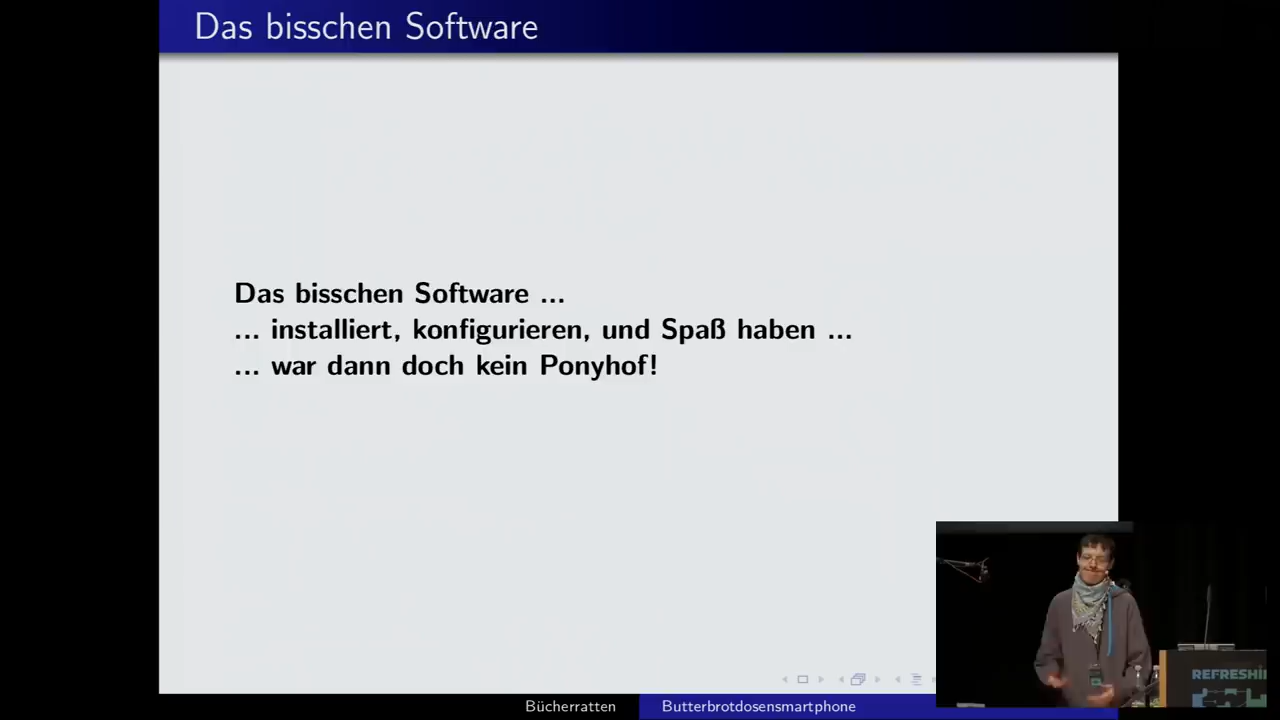 Das bisschen Software
Das bisschen Software ...
... installiert, konfigurieren, und Spaß haben ...
... war dann doch kein Ponyhof!
Bücherratten
Butterbrotdosensmartphone